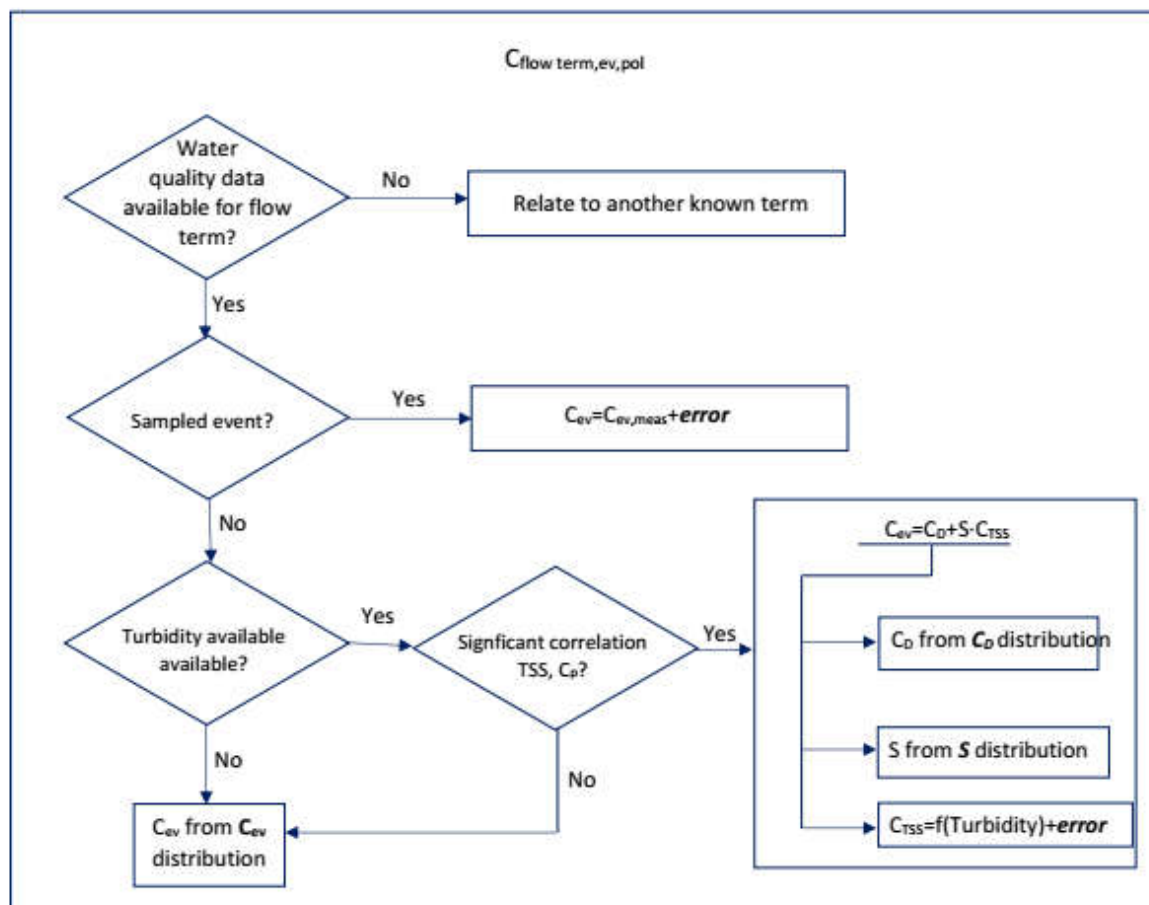 C flow term,ev,pol
Water
quality data
available for flow
term?
No
Relate to another known term
Yes
Sampled event?
Yes
Cev=Cev,meas+error
No
Turbidity available
available?
Yes
Signficant correlation
TSS, Cp?
Yes
Cev=CD+S·CTSS
CD from CD distribution
S from S distribution
CTSS=f(Turbidity)+error
No
No
Cev from Cev
distribution